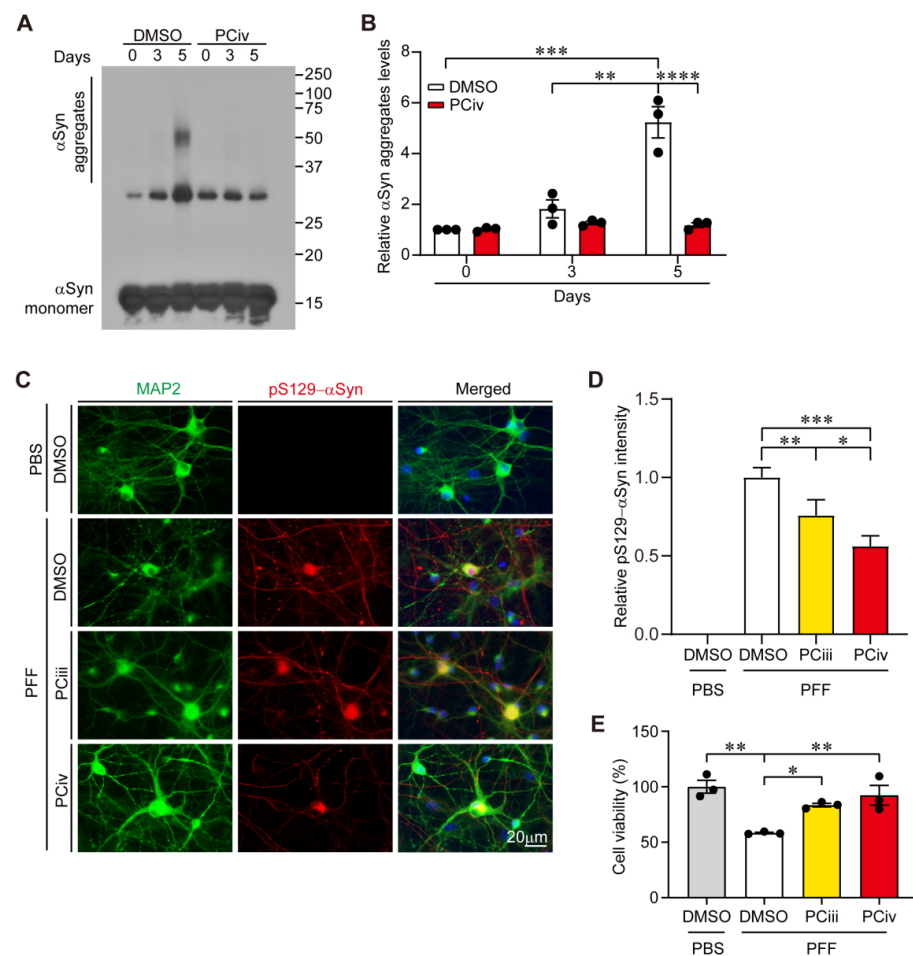 A
DMSO PCiv
Days 0 3 5 0 3 5
αSyn aggregates
250
100
75
50
37
25
20
15
αSyn monomer
B
Relative αSyn aggregates levels
8
6
4
2
0
*** 
** ****
DMSO
PCiv
0 3 5
Days
C
MAP2 pS129–αSyn Merged
PBS
DMSO
PFF
DMSO
PCiii
PCiv
20μm
D
Relative pS129–αSyn intensity
1.5
1.0
0.5
0.0
***
** *
DMSO DMSO PCiii PCiv
PBS PFF
E
Cell viability (%)
150
100
50
0
** **
*
DMSO DMSO PCiii PCiv
PBS PFF